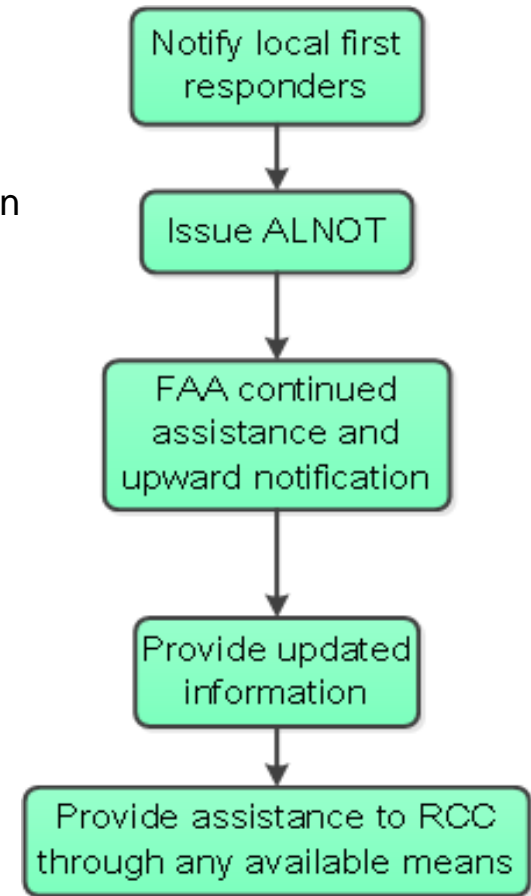 Notify local first
responders
n
Issue ALNOT
FAA continued
assistance and
upward notification
Provide updated
information
Provide assistance to RCC
through any available means